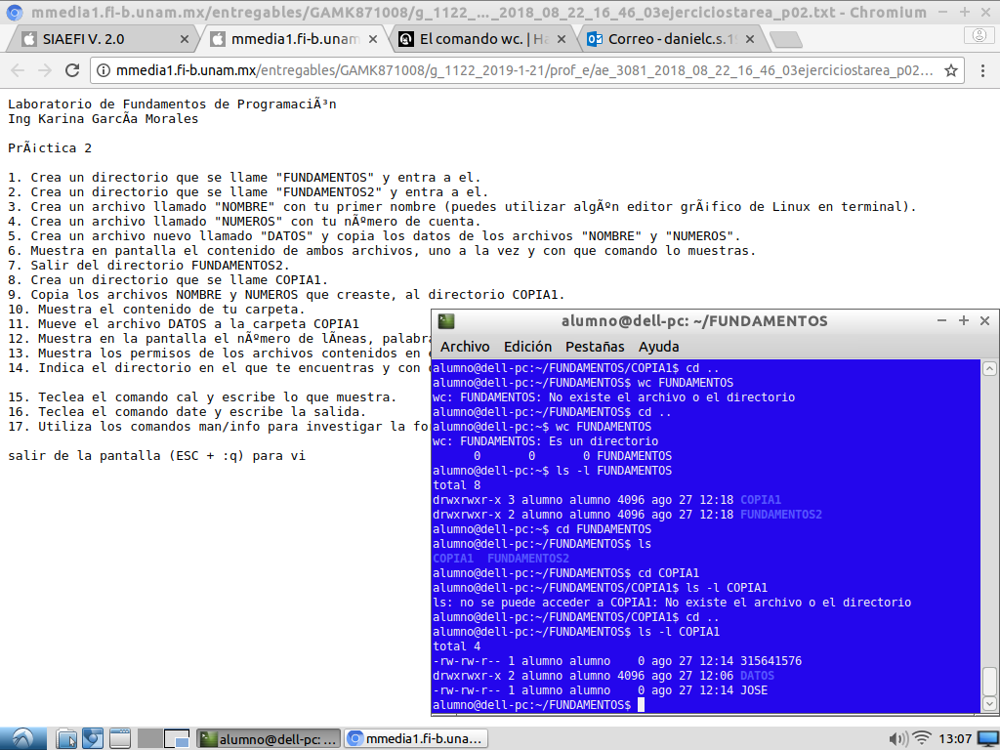 mmedia1.fi-b.unam.mx/entregables/GAMK871008/g_1122_..._2018_08_22_16_46_03ejerciciostarea_p02.txt - Chromium
SIAEFI V. 2.0
mmedia1.fi-b.unam
El comando wc. | Ha
Correo - danielc.s.1
mmedia1.fi-b.unam.mx/entregables/GAMK871008/g_1122_2019-1-21/prof_e/ae_3081_2018_08_22_16_46_03ejerciciostarea_p02...
Laboratorio de Fundamentos de ProgramaciÃ³n
Ing Karina GarcÃ­a Morales
PrÃ¡ctica 2
1. Crea un directorio que se llame "FUNDAMENTOS" y entra a el.
2. Crea un directorio que se llame "FUNDAMENTOS2" y entra a el.
3. Crea un archivo llamado "NOMBRE" con tu primer nombre (puedes utilizar algÃºn editor grÃ¡fico de Linux en terminal).
4. Crea un archivo llamado "NUMEROS" con tu nÃºmero de cuenta.
5. Crea un archivo nuevo llamado "DATOS" y copia los datos de los archivos "NOMBRE" y "NUMEROS".
6. Muestra en pantalla el contenido de ambos archivos, uno a la vez y con que comando lo muestras.
7. Salir del directorio FUNDAMENTOS2.
8. Crea un directorio que se llame COPIA1.
9. Copia los archivos NOMBRE y NUMEROS que creaste, al directorio COPIA1.
10. Muestra el contenido de tu carpeta.
11. Mueve el archivo DATOS a la carpeta COPIA1
12. Muestra en la pantalla el nÃºmero de lÃ­neas, palabra
13. Muestra los permisos de los archivos contenidos en e
14. Indica el directorio en el que te encuentras y con
15. Teclea el comando cal y escribe lo que muestra.
16. Teclea el comando date y escribe la salida.
17. Utiliza los comandos man/info para investigar la fo
salir de la pantalla (ESC + :q) para vi
alumno@dell-pc: ~/FUNDAMENTOS
Archivo Edición Pestañas Ayuda
alumno@dell-pc:~/FUNDAMENTOS/COPIA1$ cd ..
alumno@dell-pc:~/FUNDAMENTOS$ wc FUNDAMENTOS
wc: FUNDAMENTOS: No existe el archivo o el directorio
alumno@dell-pc:~/FUNDAMENTOS$ cd ..
alumno@dell-pc:~$ wc FUNDAMENTOS
wc: FUNDAMENTOS: Es un directorio
      0       0       0 FUNDAMENTOS
alumno@dell-pc:~$ ls -l FUNDAMENTOS
total 8
drwxrwxr-x 3 alumno alumno 4096 ago 27 12:18 COPIA1
drwxrwxr-x 2 alumno alumno 4096 ago 27 12:18 FUNDAMENTOS2
alumno@dell-pc:~$ cd FUNDAMENTOS
alumno@dell-pc:~/FUNDAMENTOS$ ls
COPIA1  FUNDAMENTOS2
alumno@dell-pc:~/FUNDAMENTOS$ cd COPIA1
alumno@dell-pc:~/FUNDAMENTOS/COPIA1$ ls -l COPIA1
ls: no se puede acceder a COPIA1: No existe el archivo o el directorio
alumno@dell-pc:~/FUNDAMENTOS/COPIA1$ cd ..
alumno@dell-pc:~/FUNDAMENTOS$ ls -l COPIA1
total 4
-rw-rw-r-- 1 alumno alumno    0 ago 27 12:14 315641576
drwxrwxr-x 2 alumno alumno 4096 ago 27 12:06 DATOS
-rw-rw-r-- 1 alumno alumno    0 ago 27 12:14 JOSE
alumno@dell-pc:~/FUNDAMENTOS$
alumno@dell-pc: ...
mmedia1.fi-b.una...
13:07